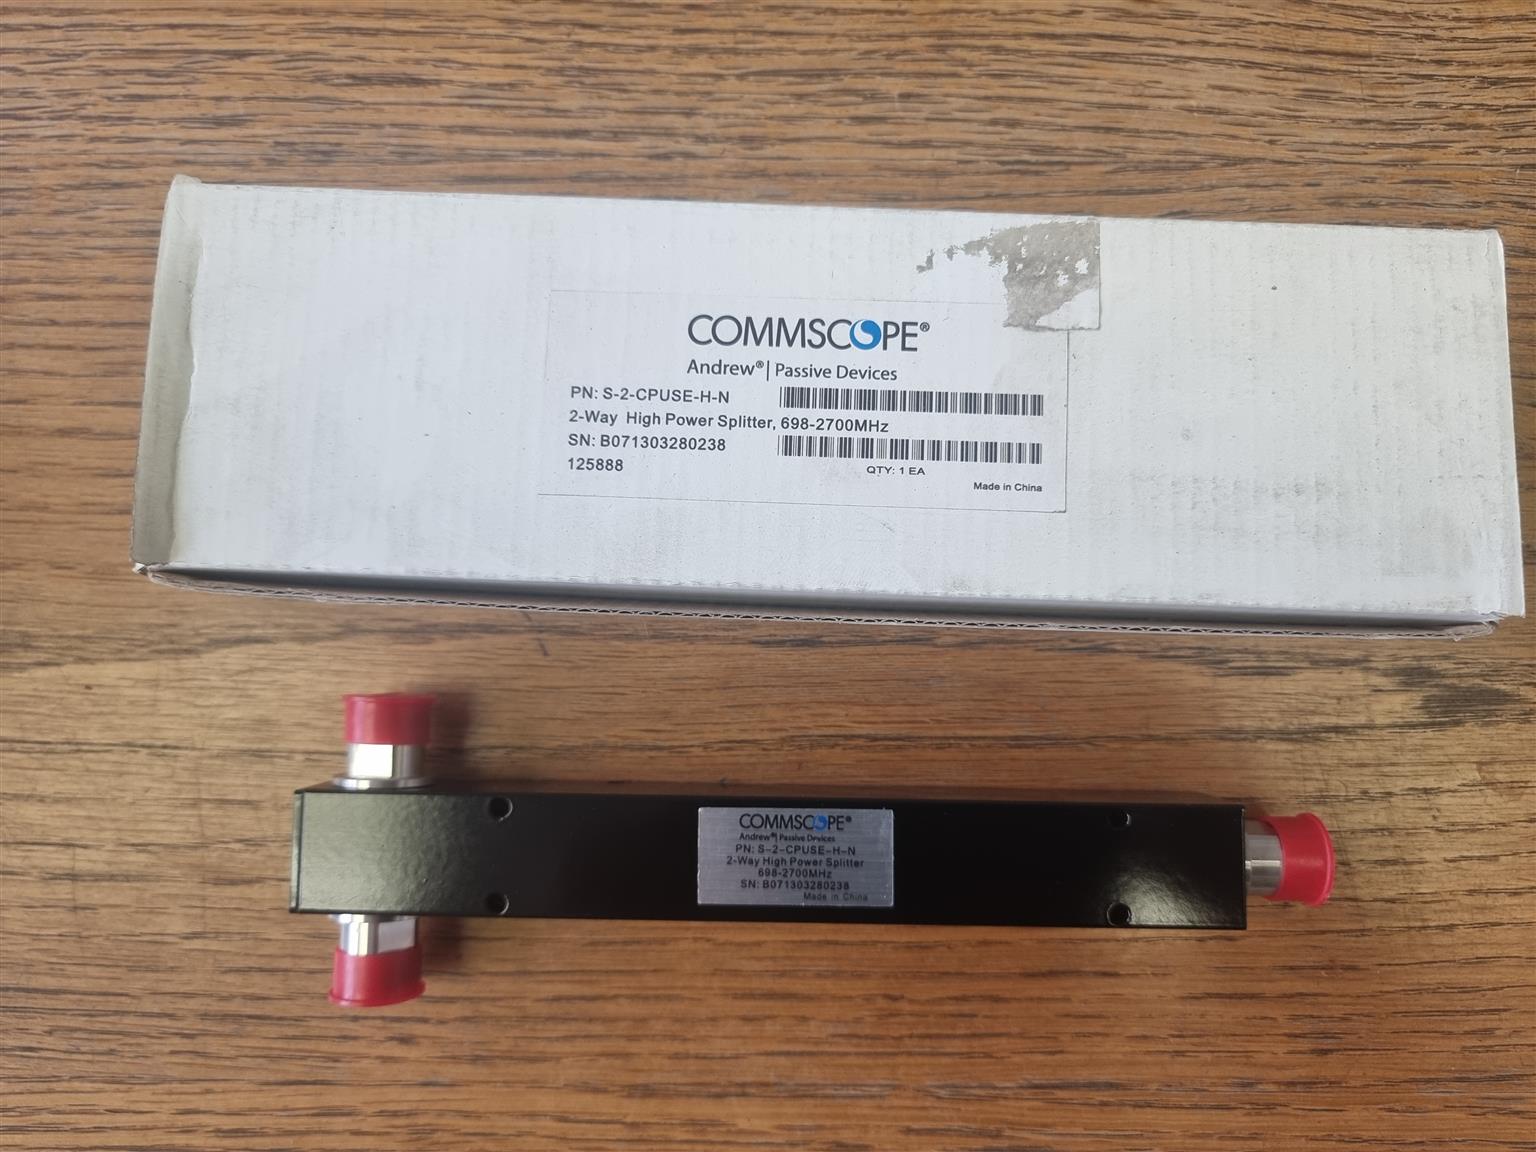 COMMSCOPE®
Andrew® | Passive Devices
PN: S-2-CPUSE-H-N
2-Way High Power Splitter, 698-2700MHz
SN: B071303280238
125888
QTY: 1 EA
Made in China
COMMSCOPE®
Andrew® | Passive Devices
PN: S-2-CPUSE-H-N
2-Way High Power Splitter
698-2700MHz
SN: B071303280238
Made in China